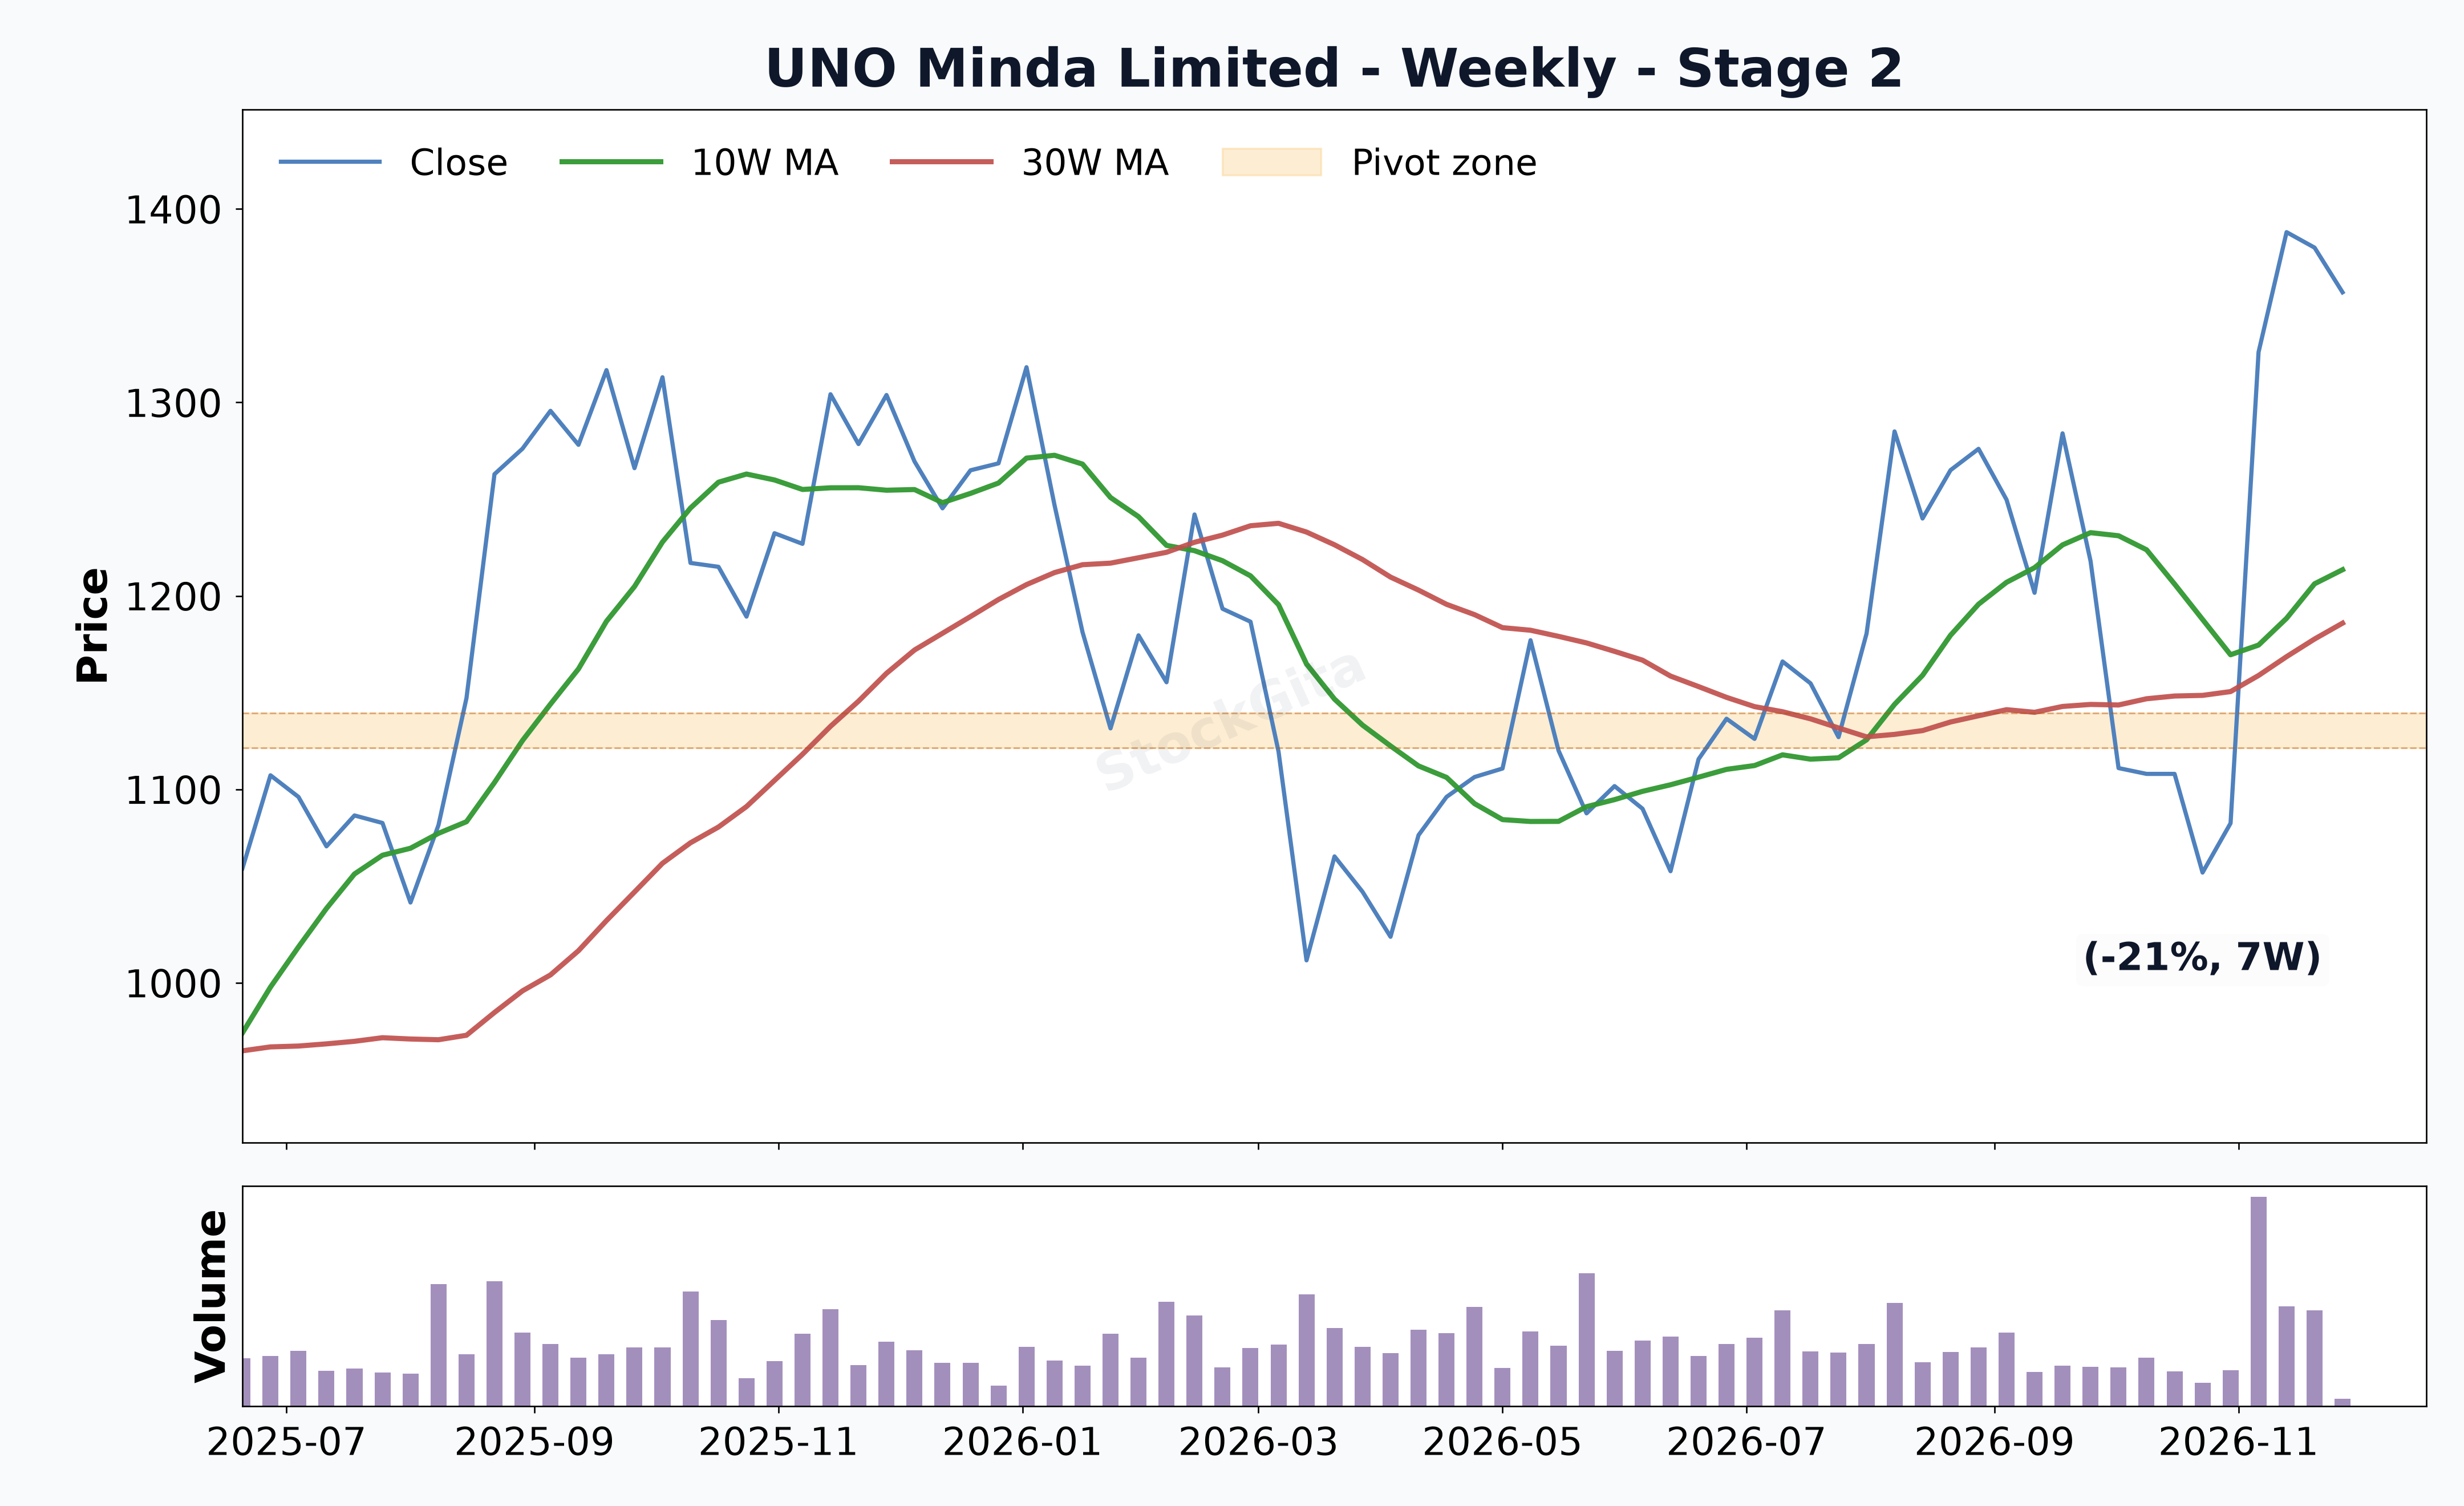 UNO Minda Limited - Weekly - Stage 2
Close 10W MA 30W MA Pivot zone
1400
1300
1200
1100
1000
Price
StockGita
(-21%, 7W)
Volume
2025-07 2025-09 2025-11 2026-01 2026-03 2026-05 2026-07 2026-09 2026-11